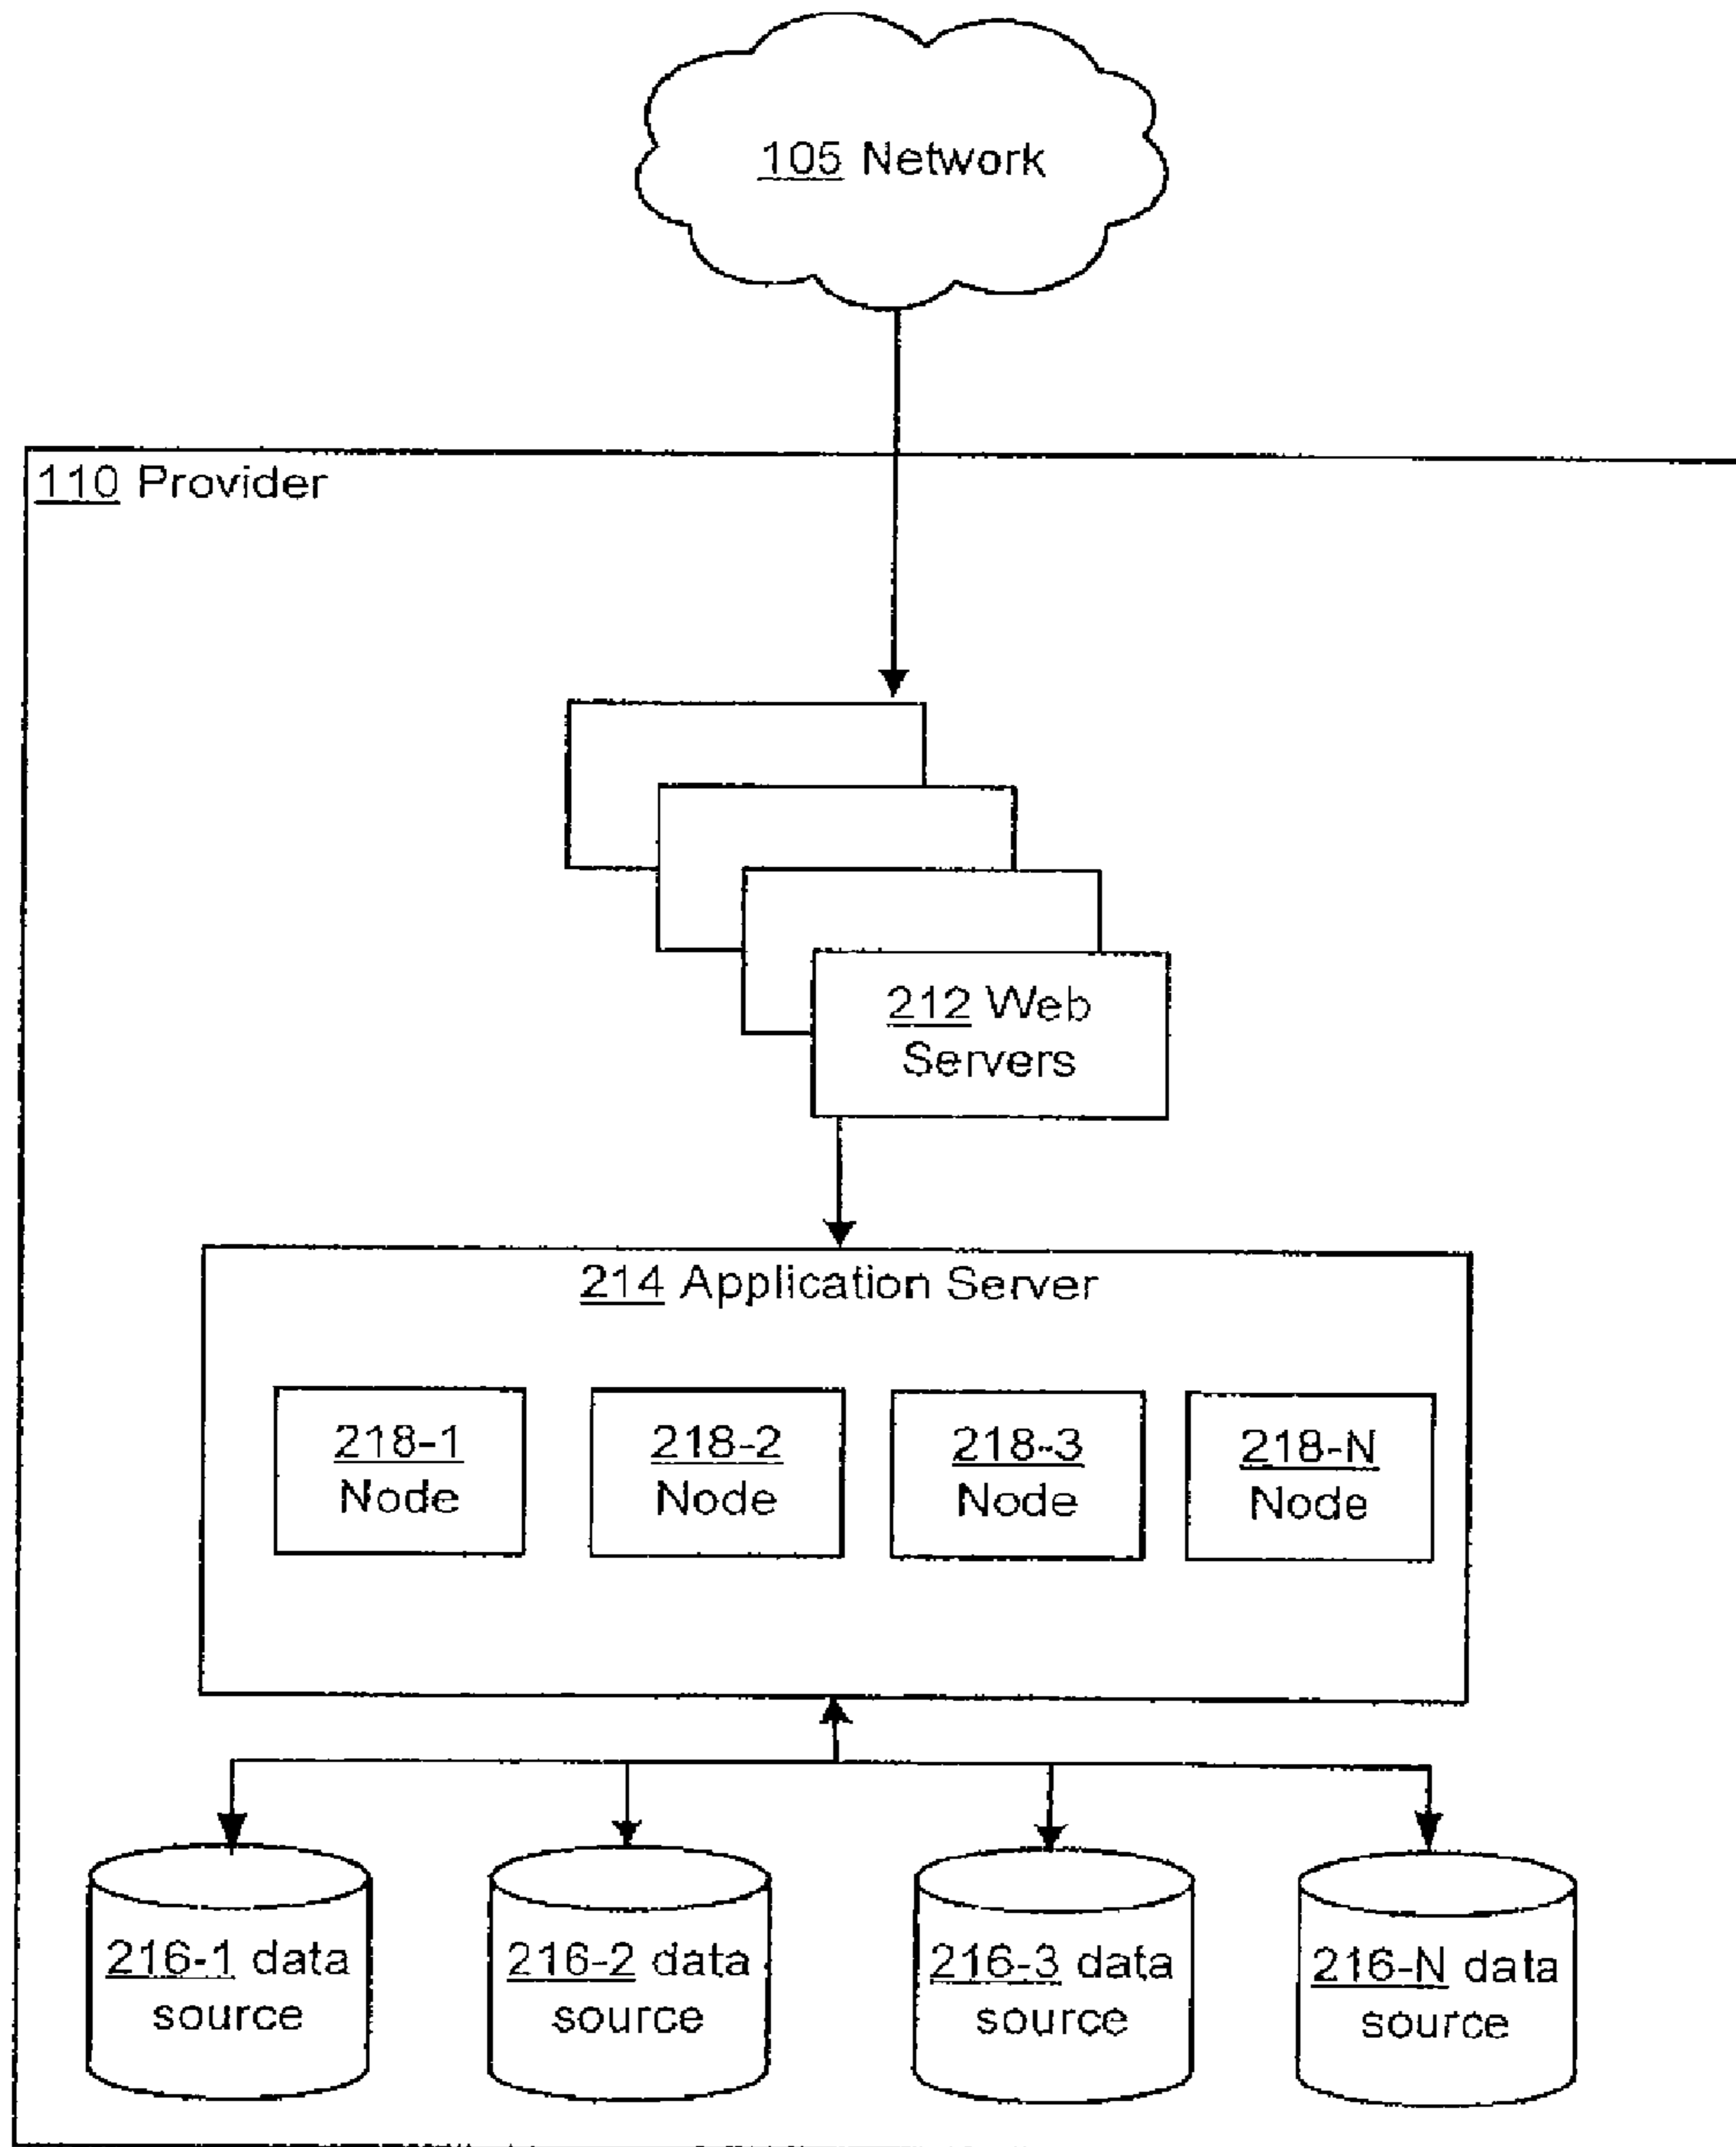 105 Network
110 Provider
212 Web
Servers
214 Application Server
218-1
Node
218-2
Node
218-3
Node
218-N
Node
216-1 data
source
216-2 data
source
216-3 data
source
216-N data
source